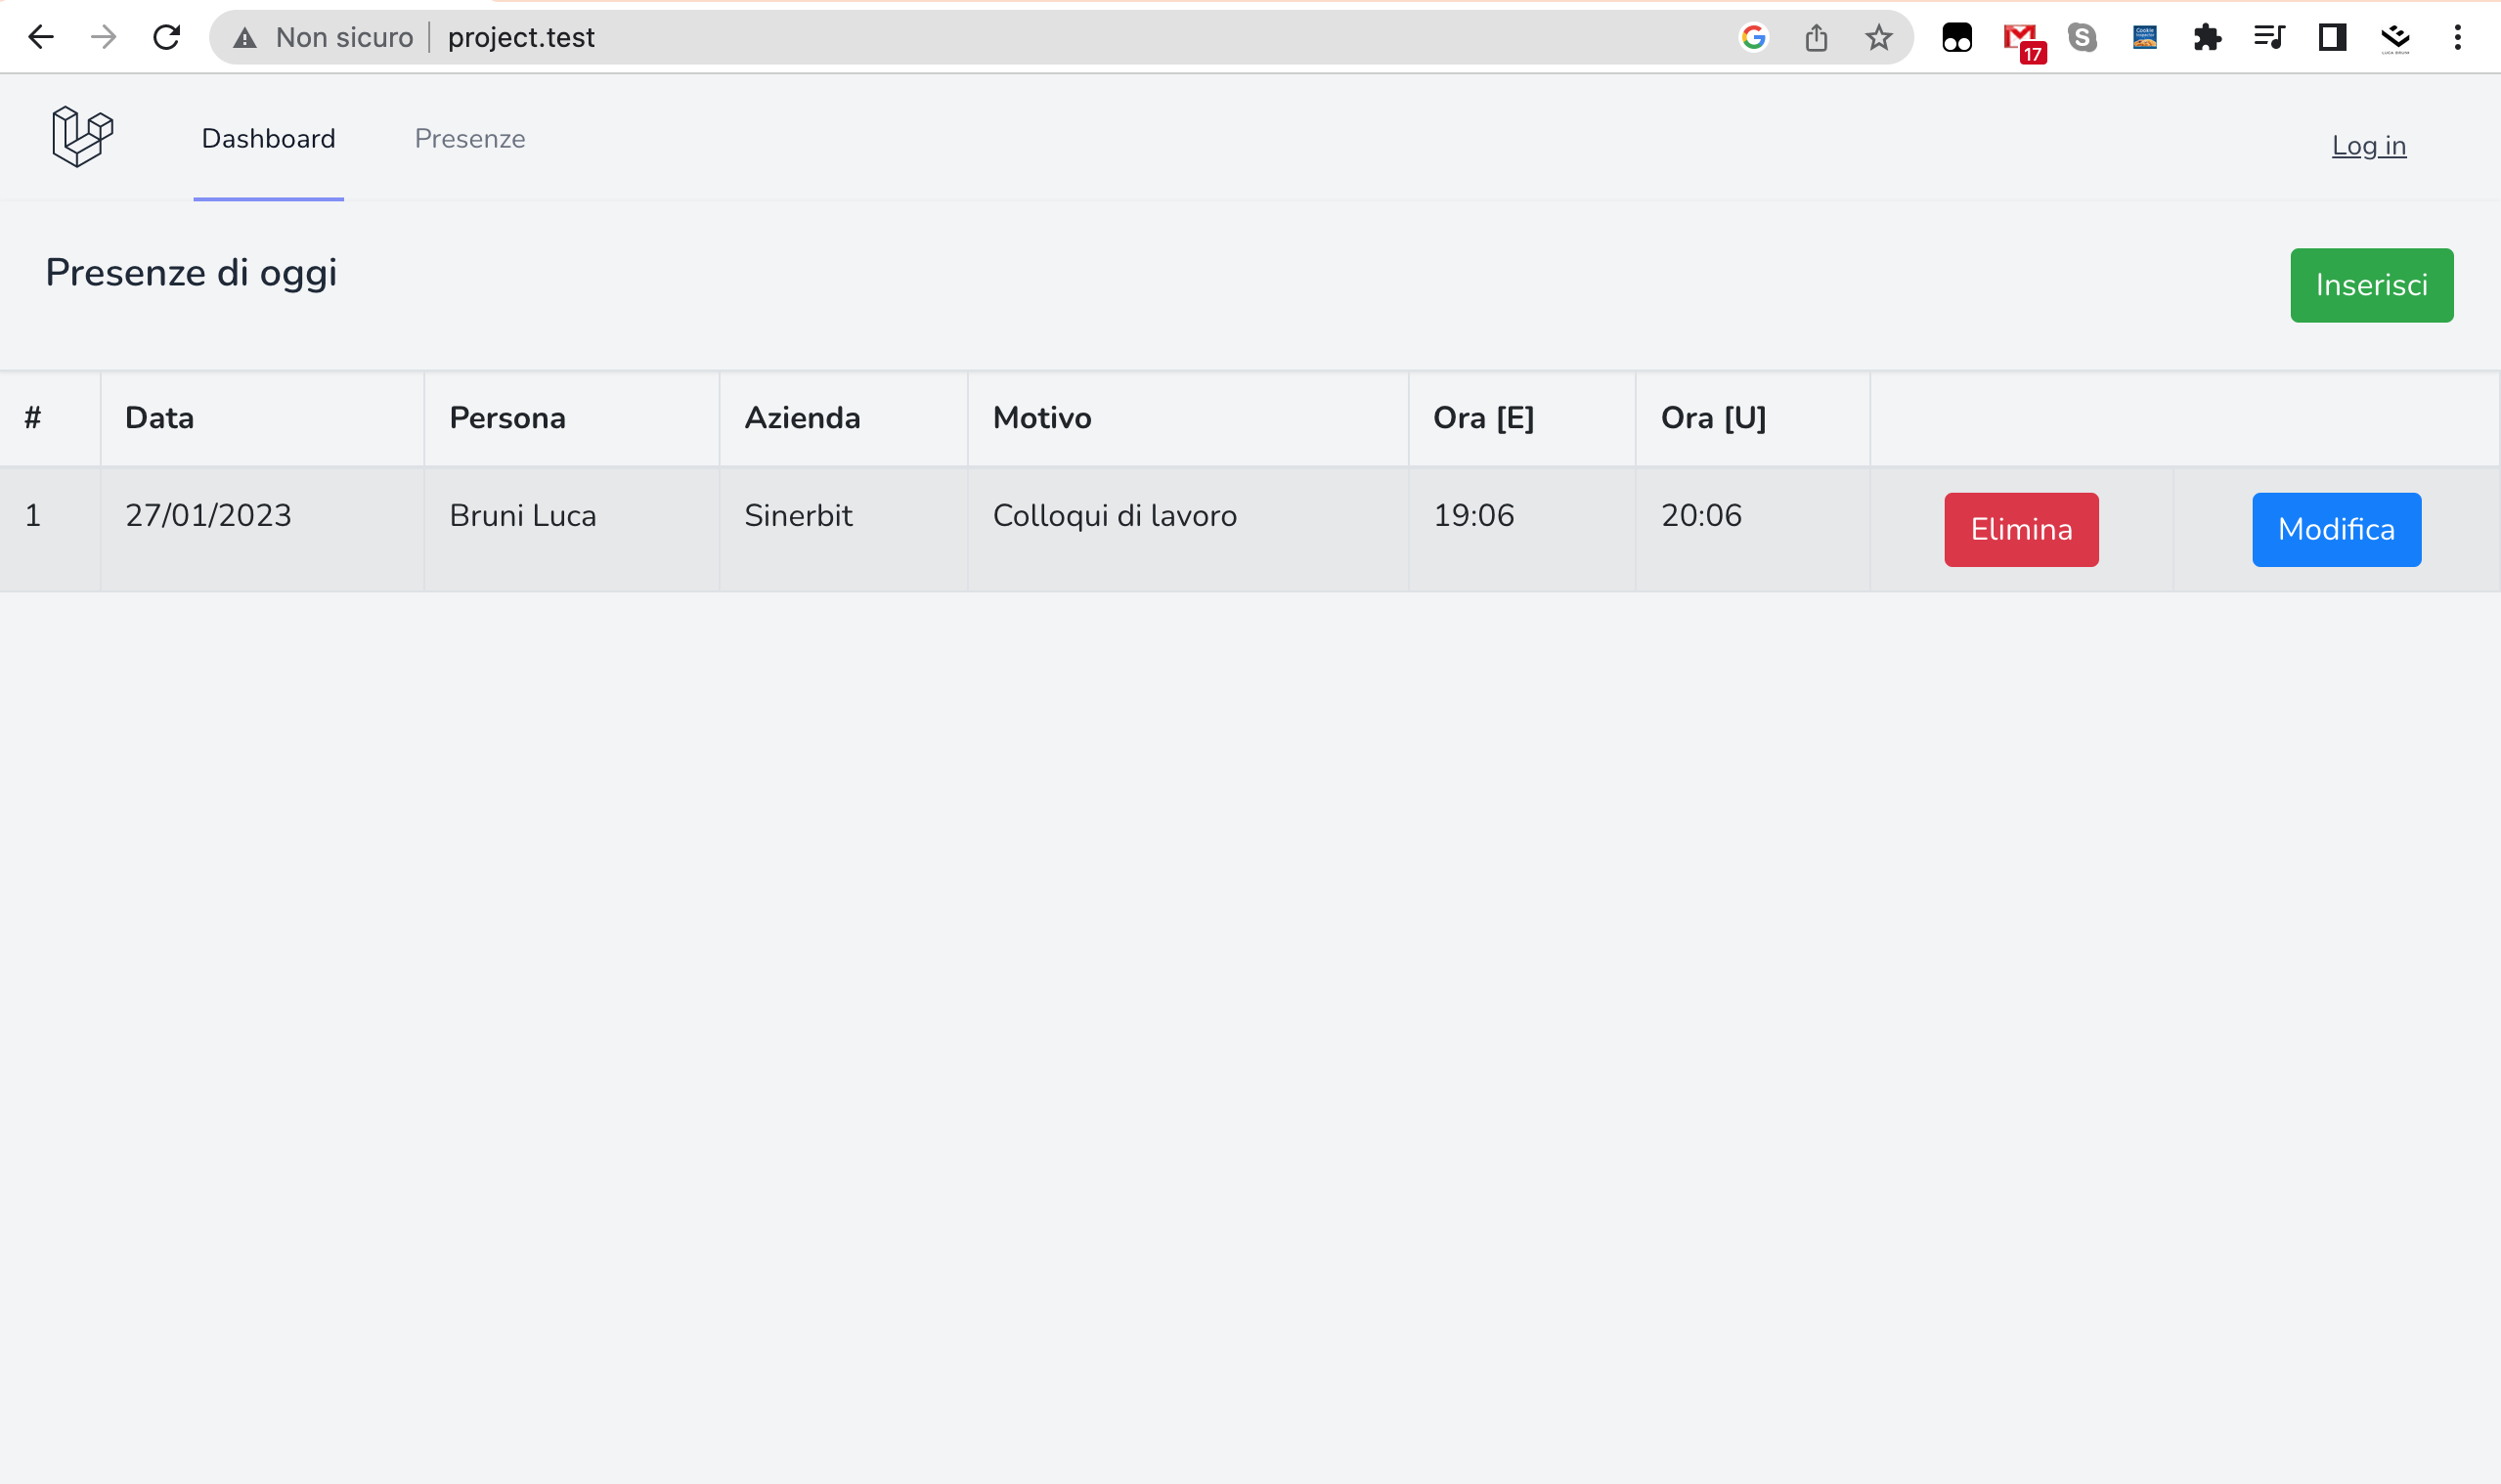 Non sicuro project.test
17
Dashboard Presenze Log in
Presenze di oggi Inserisci
# Data Persona Azienda Motivo Ora [E] Ora [U]
1 27/01/2023 Bruni Luca Sinerbit Colloqui di lavoro 19:06 20:06 Elimina Modifica